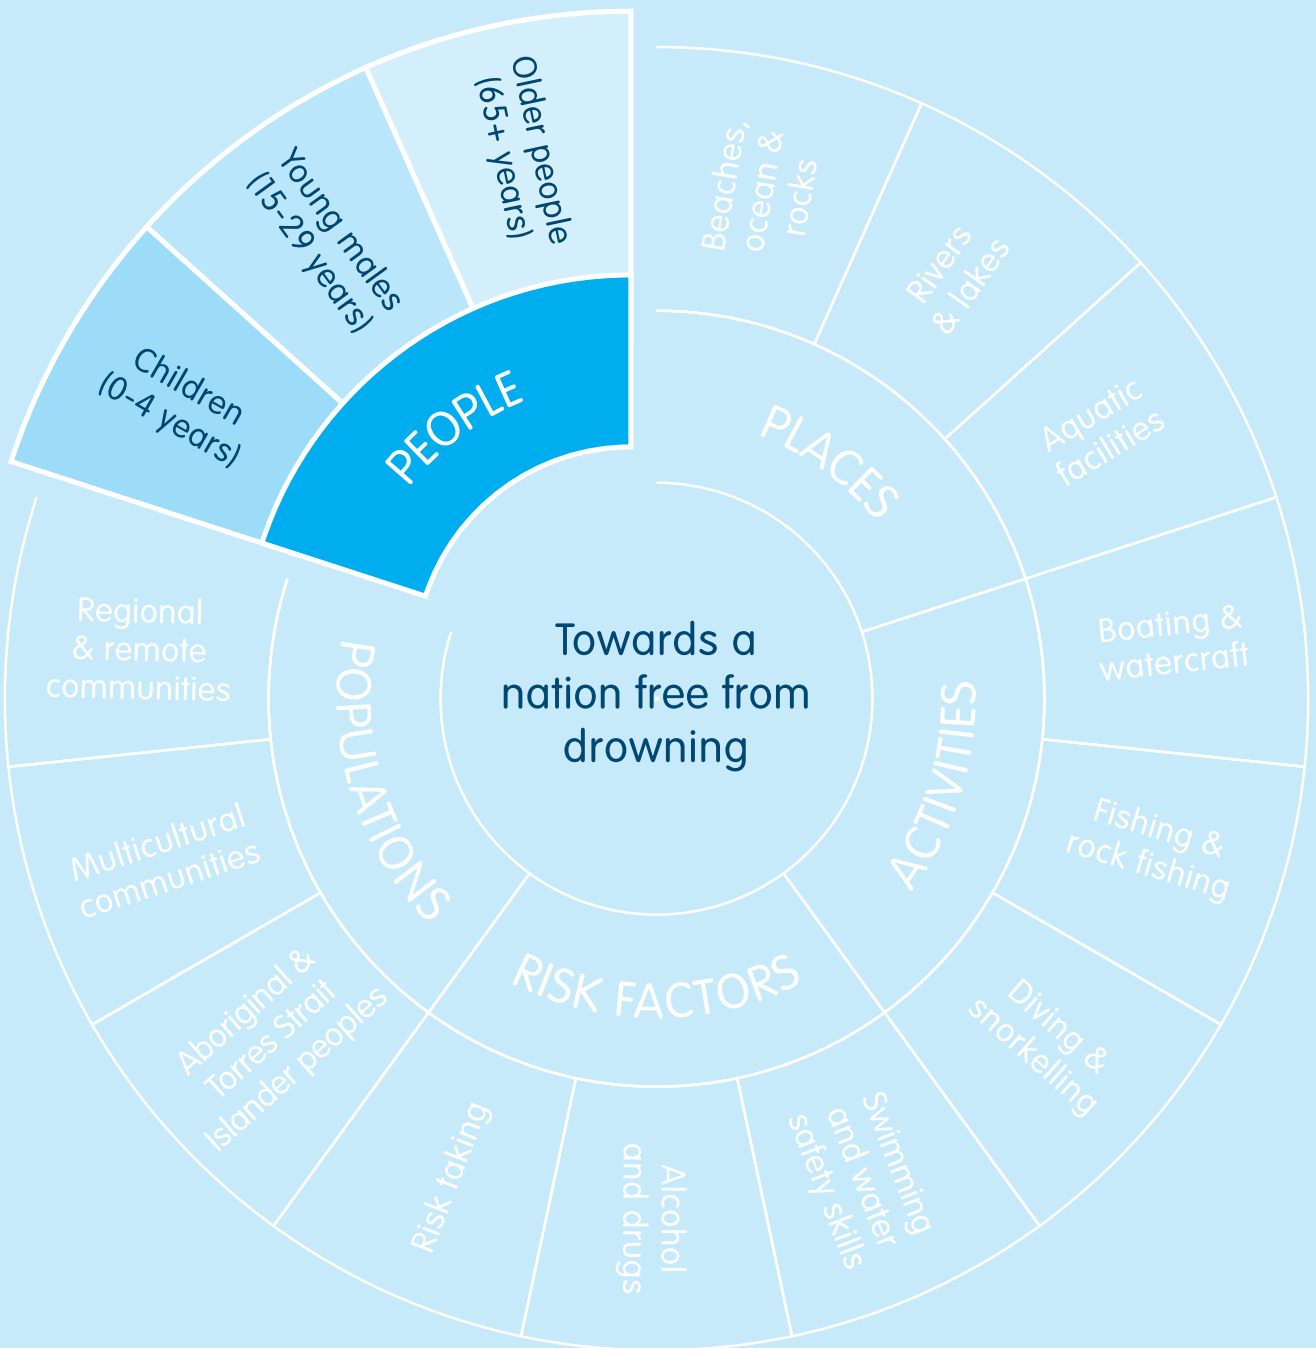 Towards a
nation free from
drowning
PEOPLE
Children
(0-4 years)
Young males
(15-29 years)
Older people
(65+ years)
PLACES
Beaches,
ocean &
rocks
Rivers
& lakes
Aquatic
facilities
ACTIVITIES
Boating &
watercraft
Fishing &
rock fishing
Diving &
snorkelling
RISK FACTORS
Swimming
and water
safety skills
Alcohol
and drugs
Risk taking
POPULATIONS
Aboriginal &
Torres Strait
Islander peoples
Multicultural
communities
Regional
& remote
communities